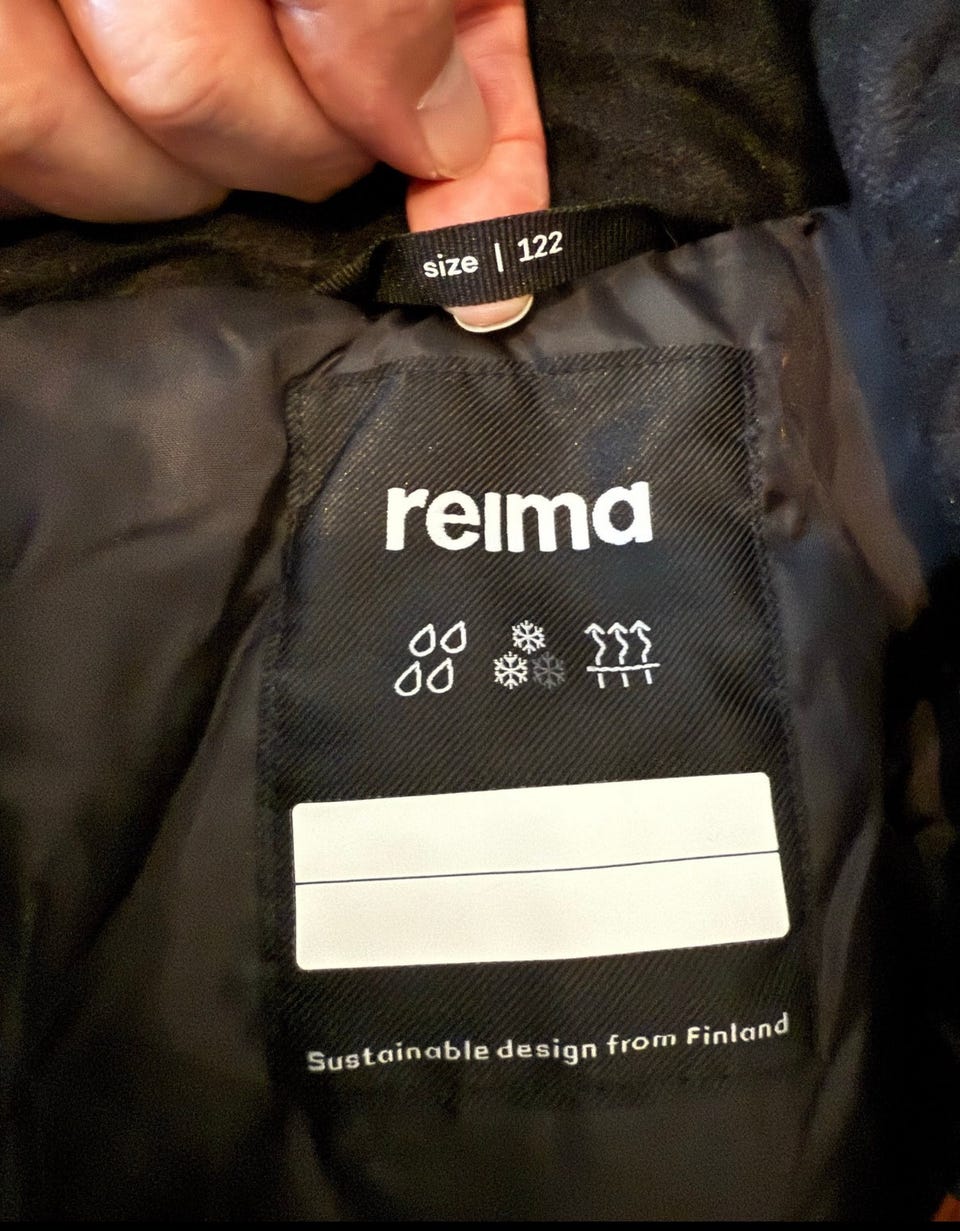 size | 122
reima
Sustainable design from Finland